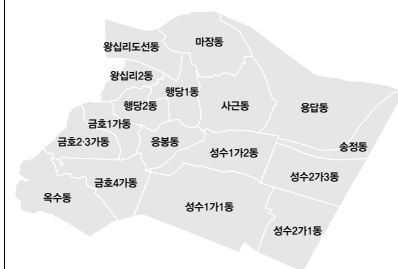 마장동
왕십리도선동
왕십리2동
행당1동
행당2동
사근동
용답동
금호1가동
금호2·3가동
응봉동
성수1가2동
송정동
옥수동
금호4가동
성수2가3동
성수1가1동
성수2가1동